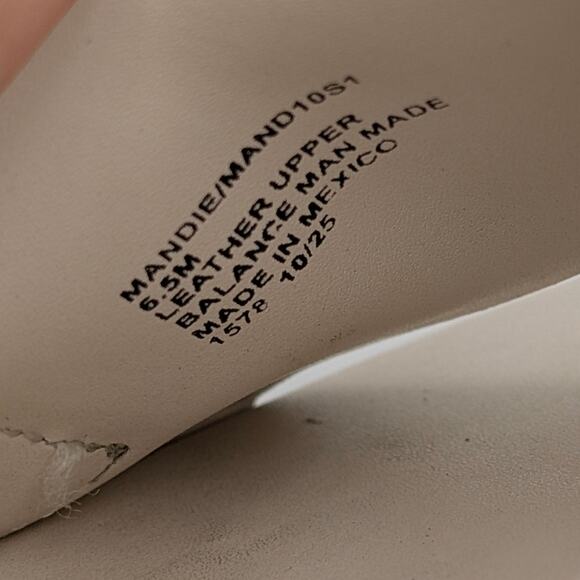 MANDIE/MAND10S1
6.5M
LEATHER UPPER
BALANCE MAN MADE
MADE IN MEXICO
1578 10/25